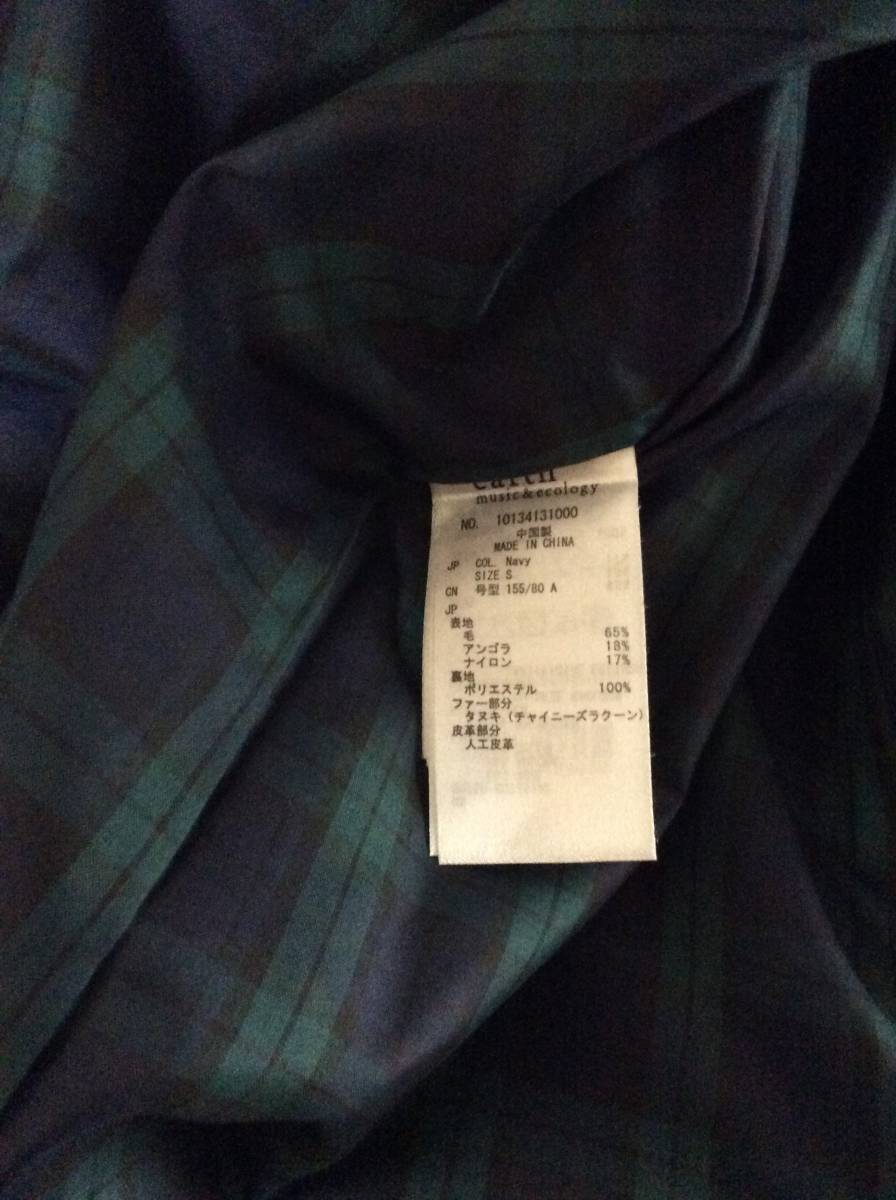 earth
music&ecology
NO. 10134131000
中国製
MADE IN CHINA
JP COL. Navy
SIZE S
CN 号型 155/80 A
JP
表地
毛 65%
アンゴラ 18%
ナイロン 17%
裏地
ポリエステル 100%
ファー部分
タヌキ(チャイニーズラクーン)
皮革部分
人工皮革